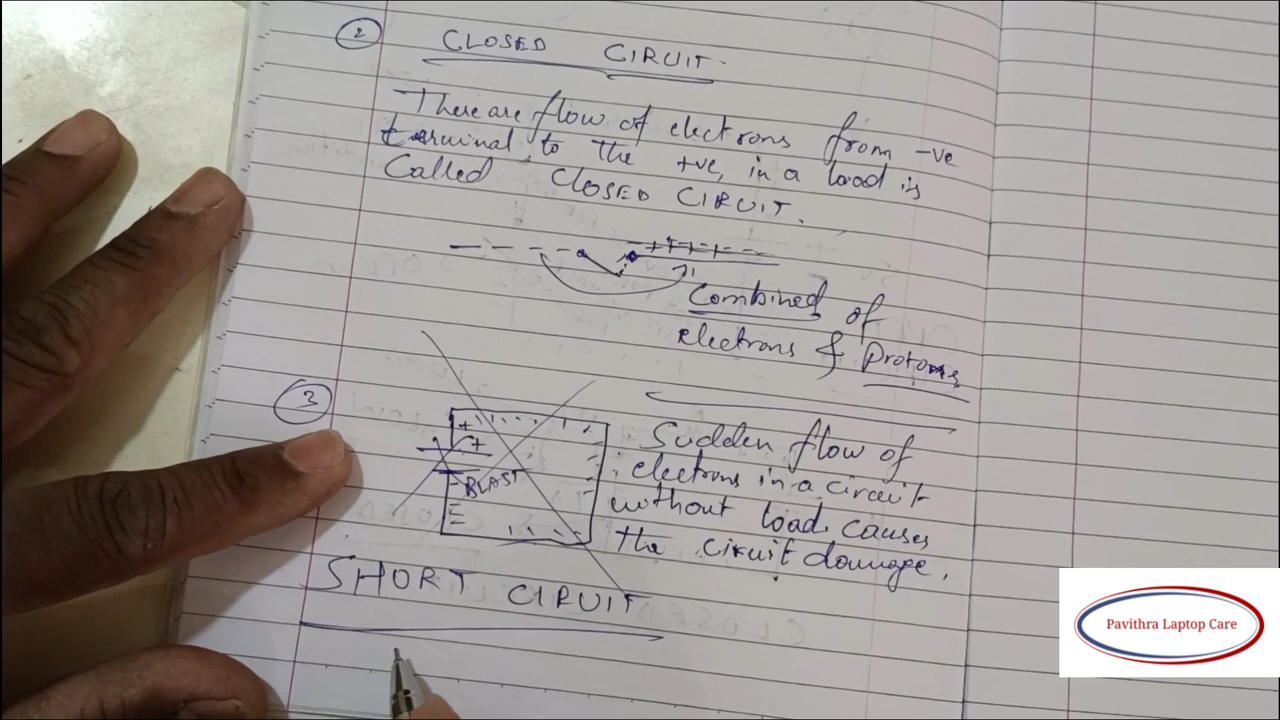 2
CLOSED CIRUIT.
There are flow of electrons from -ve
terminal to the +ve, in a load is
Called CLOSED CIRUIT.
Combined of
electrons & Protons
3
Sudden flow of
electrons in a circuit
without load causes
the ciruit damage.
BLAST
SHORT CIRUIT
Pavithra Laptop Care